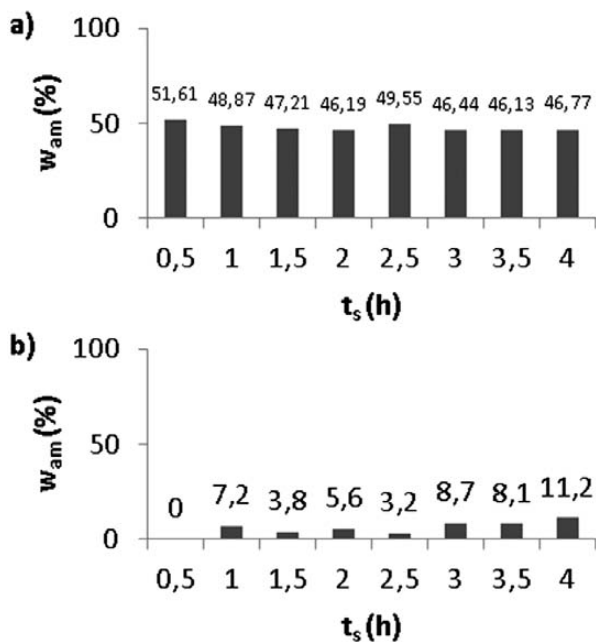 a)
100
51,61 48,87 47,21 46,19 49,55 46,44 46,13 46,77
50
0
w_am (%)
0,5 1 1,5 2 2,5 3 3,5 4
t_s (h)
b)
100
50
0 7,2 3,8 5,6 3,2 8,7 8,1 11,2
0
w_am (%)
0,5 1 1,5 2 2,5 3 3,5 4
t_s (h)